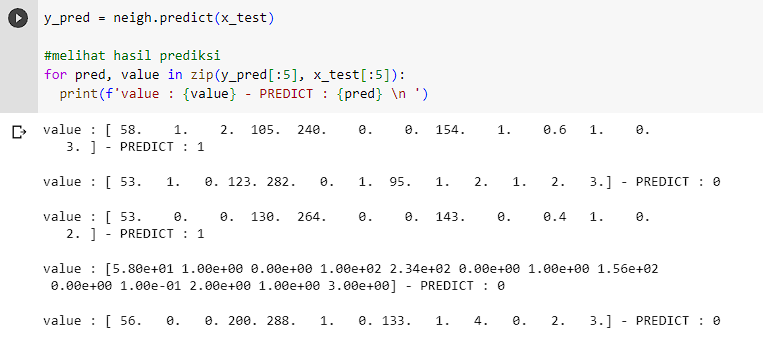 y_pred = neigh.predict(x_test)
#melihat hasil prediksi
for pred, value in zip(y_pred[:5], x_test[:5]):
  print(f'value : {value} - PREDICT : {pred} \n ')
value : [ 58.    1.    2.  105.  240.    0.    0.  154.    1.    0.6   1.    0.
   3. ] - PREDICT : 1
value : [ 53.   1.   0. 123. 282.   0.   1.  95.   1.   2.   1.   2.   3.] - PREDICT : 0
value : [ 53.    0.    0.  130.  264.    0.    0.  143.    0.    0.4   1.    0.
   2. ] - PREDICT : 1
value : [5.80e+01 1.00e+00 0.00e+00 1.00e+02 2.34e+02 0.00e+00 1.00e+00 1.56e+02
 0.00e+00 1.00e-01 2.00e+00 1.00e+00 3.00e+00] - PREDICT : 0
value : [ 56.   0.   0. 200. 288.   1.   0. 133.   1.   4.   0.   2.   3.] - PREDICT : 0